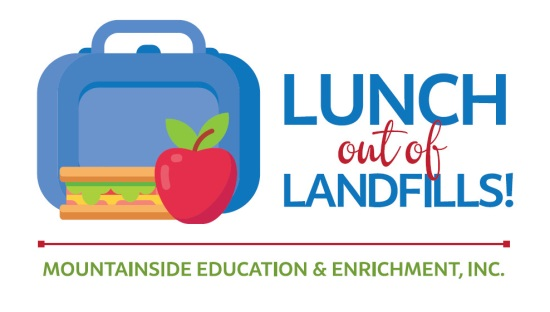 LUNCH
out of
LANDFILLS!
MOUNTAINSIDE EDUCATION & ENRICHMENT, INC.